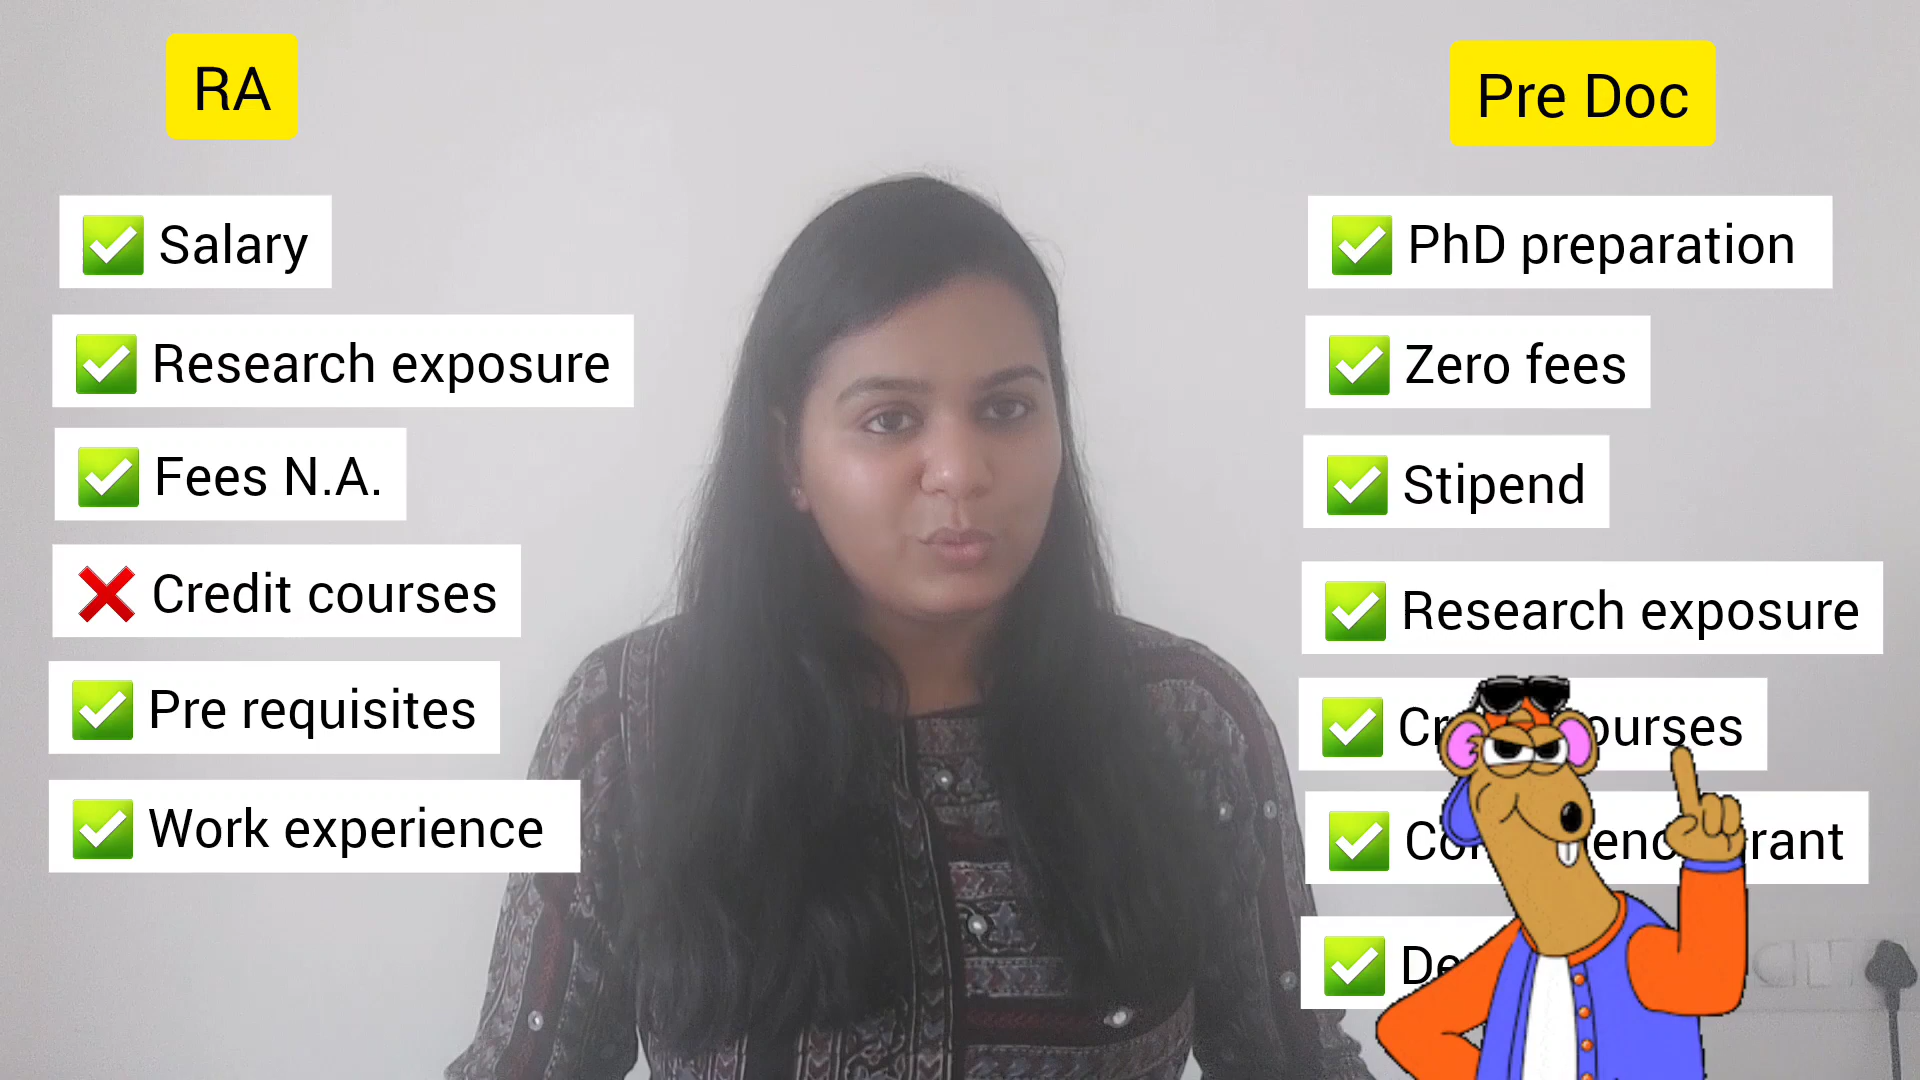 RA
Salary
Research exposure
Fees N.A.
Credit courses
Pre requisites
Work experience
Pre Doc
PhD preparation
Zero fees
Stipend
Research exposure
courses